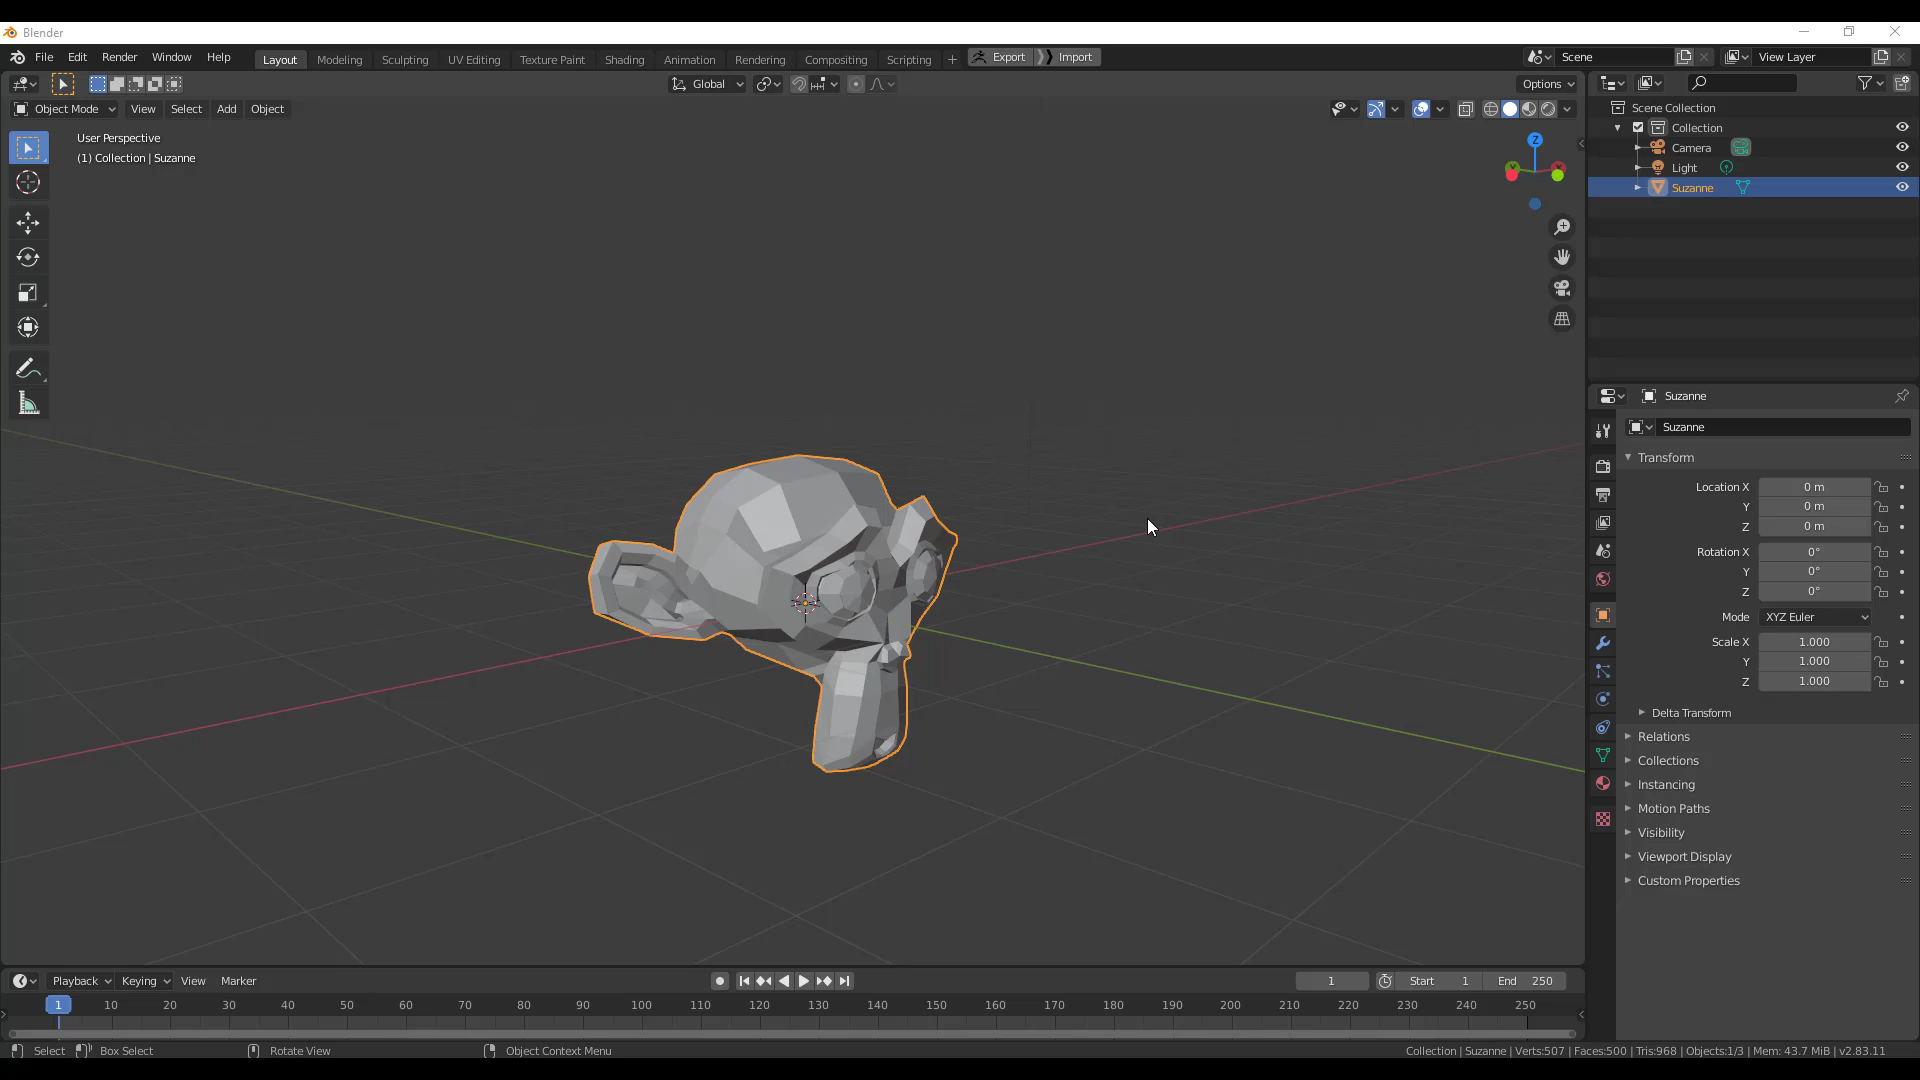 Blender
File Edit Render Window Help Layout Modeling Sculpting UV Editing Texture Paint Shading Animation Rendering Compositing Scripting + Export Import Scene View Layer
Global Options
Object Mode View Select Add Object
User Perspective
(1) Collection | Suzanne
Z
Scene Collection
Collection
Camera
Light
Suzanne
Suzanne
Suzanne
Transform
Location X 0 m
Y 0 m
Z 0 m
Rotation X 0°
Y 0°
Z 0°
Mode XYZ Euler
Scale X 1.000
Y 1.000
Z 1.000
Delta Transform
Relations
Collections
Instancing
Motion Paths
Visibility
Viewport Display
Custom Properties
Playback Keying View Marker 1 Start 1 End 250
1 10 20 30 40 50 60 70 80 90 100 110 120 130 140 150 160 170 180 190 200 210 220 230 240 250
Select Box Select Rotate View Object Context Menu Collection | Suzanne | Verts:507 | Faces:500 | Tris:968 | Objects:1/3 | Mem: 43.7 MiB | v2.83.11